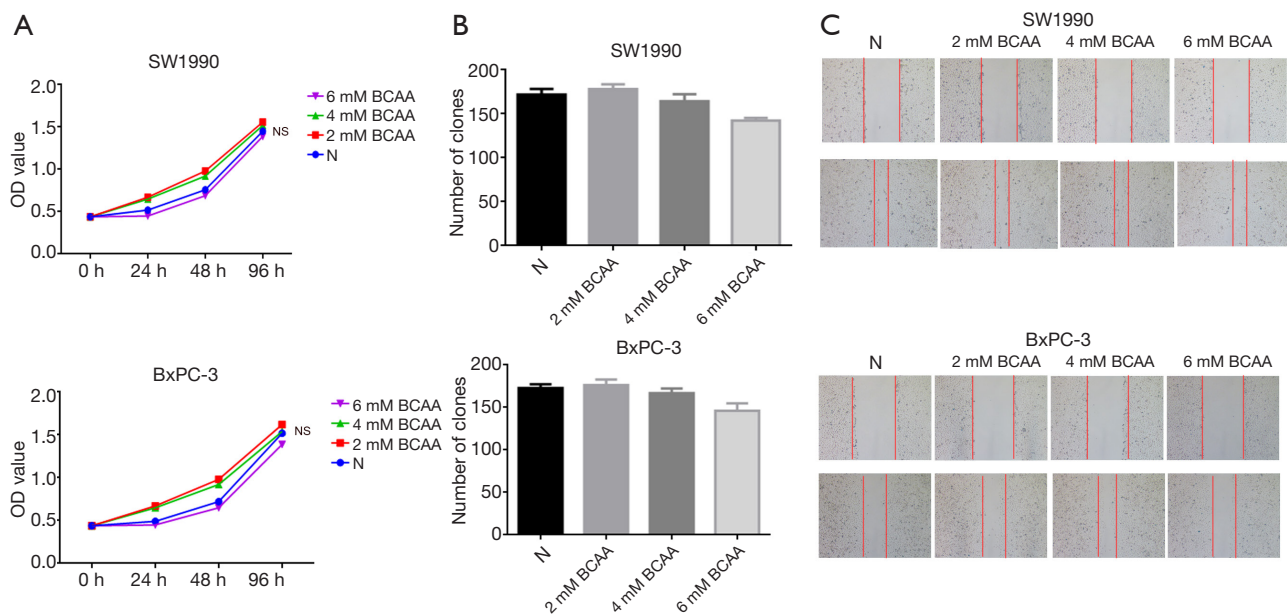 A
SW1990
2.0
1.5
1.0
0.5
0.0
OD value
0 h 24 h 48 h 96 h
NS
6 mM BCAA
4 mM BCAA
2 mM BCAA
N
BxPC-3
2.0
1.5
1.0
0.5
0.0
OD value
0 h 24 h 48 h 96 h
NS
6 mM BCAA
4 mM BCAA
2 mM BCAA
N
B
SW1990
200
150
150
50
0
Number of clones
N
2 mM BCAA
4 mM BCAA
6 mM BCAA
BxPC-3
200
150
150
50
0
Number of clones
N
2 mM BCAA
4 mM BCAA
6 mM BCAA
C
SW1990
N 2 mM BCAA 4 mM BCAA 6 mM BCAA
BxPC-3
N 2 mM BCAA 4 mM BCAA 6 mM BCAA